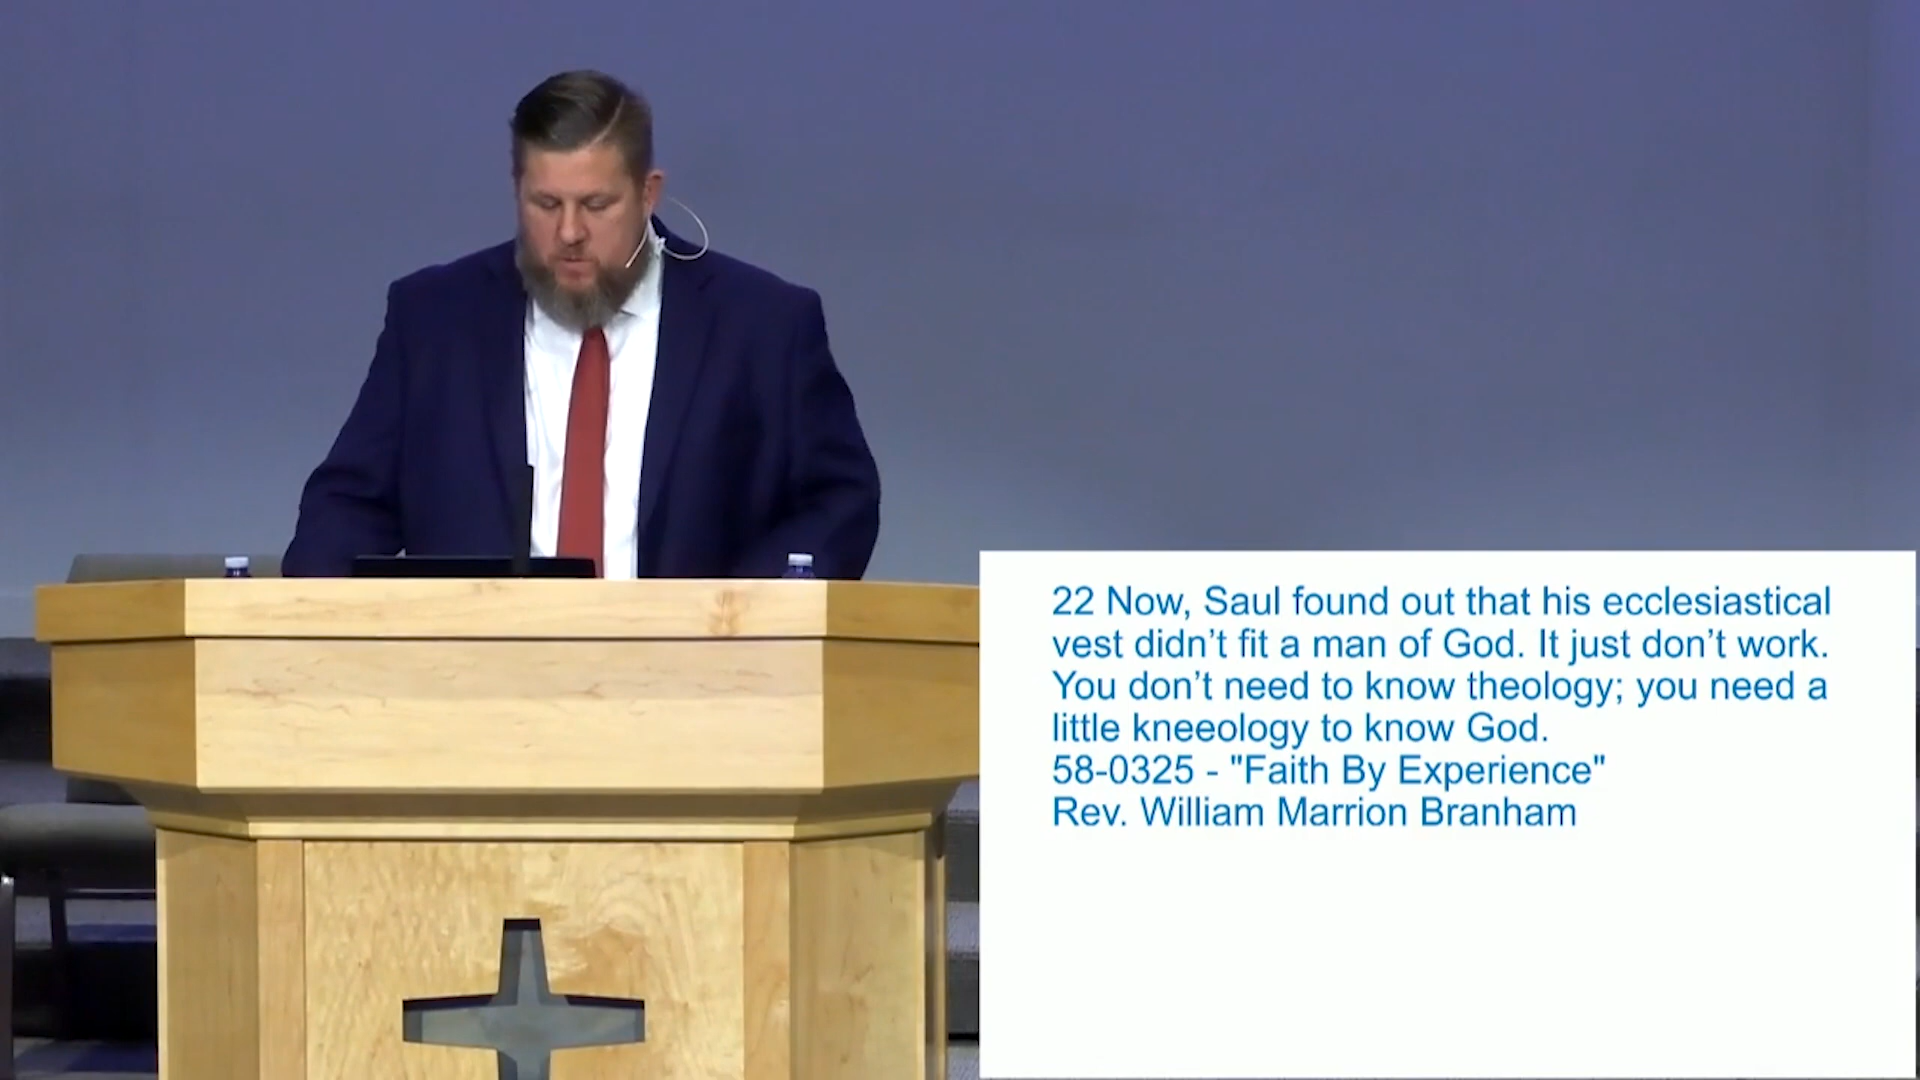 22 Now, Saul found out that his ecclesiastical
vest didn’t fit a man of God. It just don’t work.
You don’t need to know theology; you need a
little kneeology to know God.
58-0325 - "Faith By Experience"
Rev. William Marrion Branham